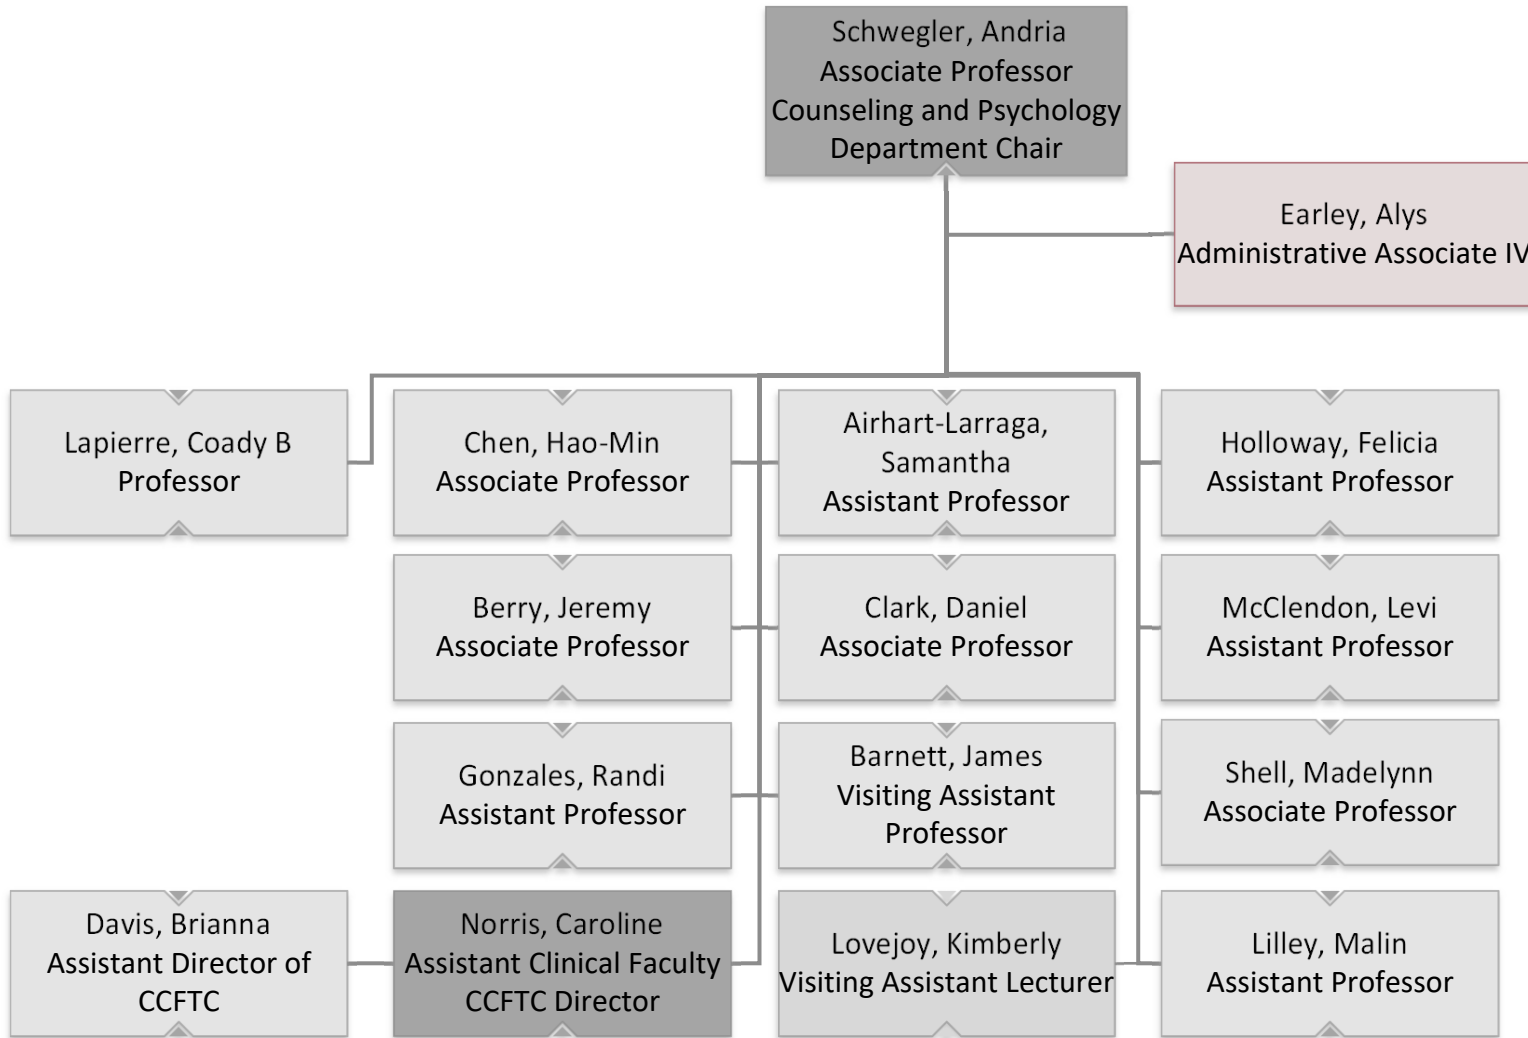 Schwegler, Andria
Associate Professor
Counseling and Psychology
Department Chair
Earley, Alys
Administrative Associate IV
Lapierre, Coady B
Professor
Chen, Hao-Min
Associate Professor
Airhart-Larraga,
Samantha
Assistant Professor
Holloway, Felicia
Assistant Professor
Berry, Jeremy
Associate Professor
Clark, Daniel
Associate Professor
McClendon, Levi
Assistant Professor
Gonzales, Randi
Assistant Professor
Barnett, James
Visiting Assistant
Professor
Shell, Madelynn
Associate Professor
Davis, Brianna
Assistant Director of
CCFTC
Norris, Caroline
Assistant Clinical Faculty
CCFTC Director
Lovejoy, Kimberly
Visiting Assistant Lecturer
Lilley, Malin
Assistant Professor